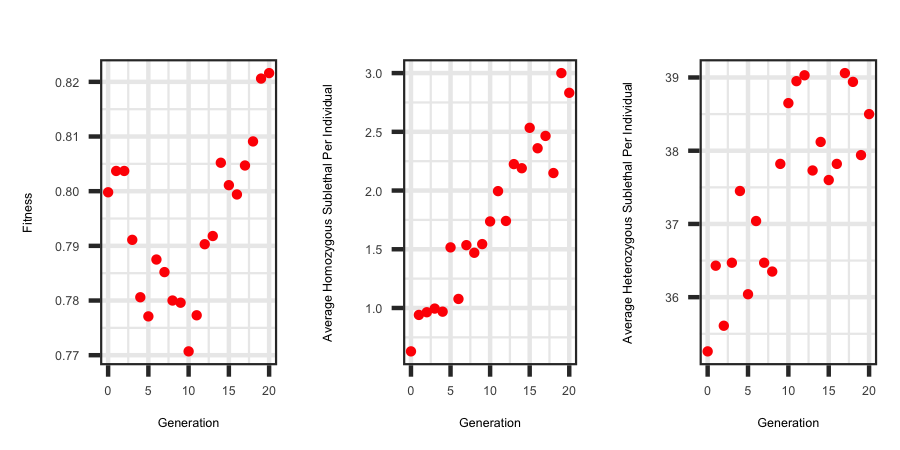 Fitness
0.82
0.81
0.80
0.79
0.78
0.77
0 5 10 15 20
Generation
Average Homozygous Sublethal Per Individual
3.0
2.5
2.0
1.5
1.0
0 5 10 15 20
Generation
Average Heterozygous Sublethal Per Individual
39
38
37
36
0 5 10 15 20
Generation